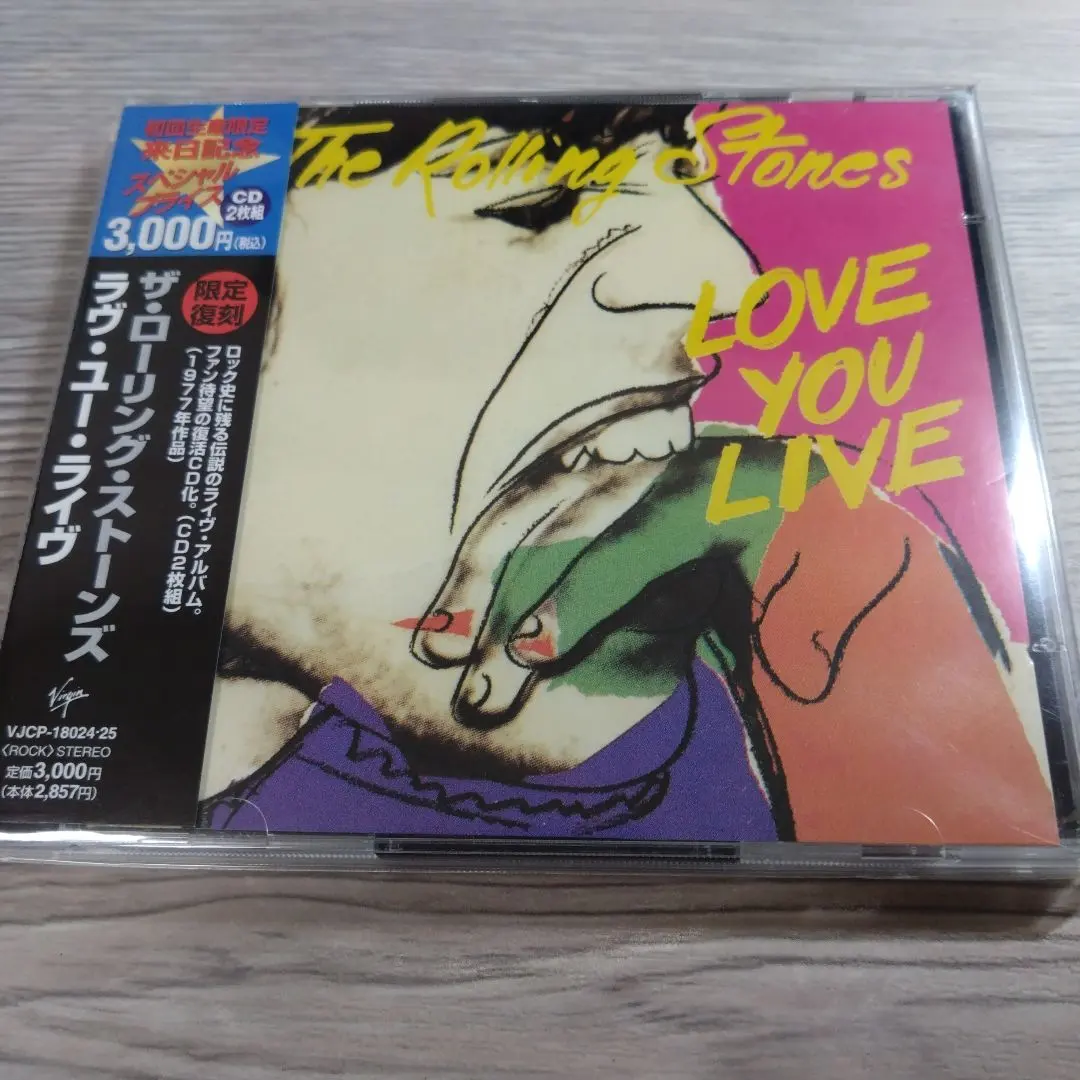 初回生産限定
来日記念
スペシャル
プライス
CD
2枚組
3,000円(税込)
限定
復刻
ロック史に残る伝説のライヴ・アルバム。
ファン待望の復活CD化。(CD2枚組)
(1977年作品)
ザ・ローリング・ストーンズ
ラヴ・ユー・ライヴ
Virgin
VJCP-18024・25
〈ROCK〉STEREO
定価3,000円
(本体2,857円)
The Rolling Stones
LOVE
YOU
LIVE